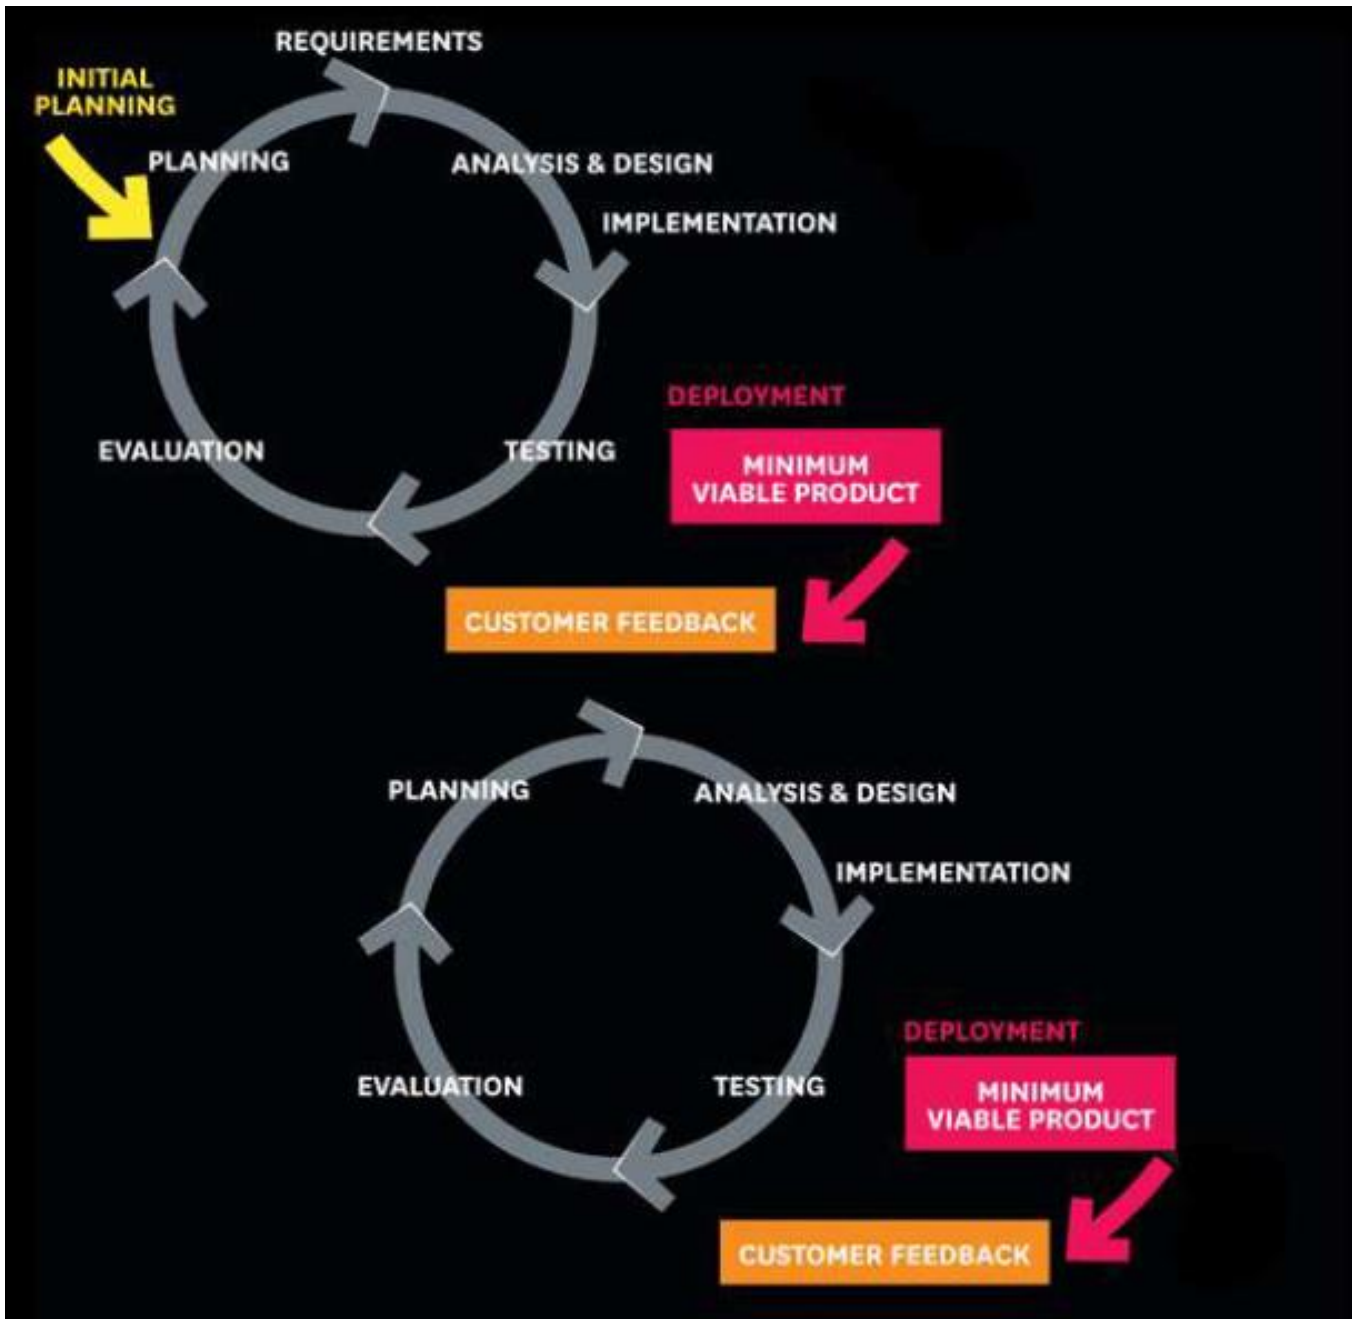 REQUIREMENTS
INITIAL
PLANNING
PLANNING
ANALYSIS & DESIGN
IMPLEMENTATION
DEPLOYMENT
EVALUATION
TESTING
MINIMUM
VIABLE PRODUCT
CUSTOMER FEEDBACK
PLANNING
ANALYSIS & DESIGN
IMPLEMENTATION
DEPLOYMENT
EVALUATION
TESTING
MINIMUM
VIABLE PRODUCT
CUSTOMER FEEDBACK